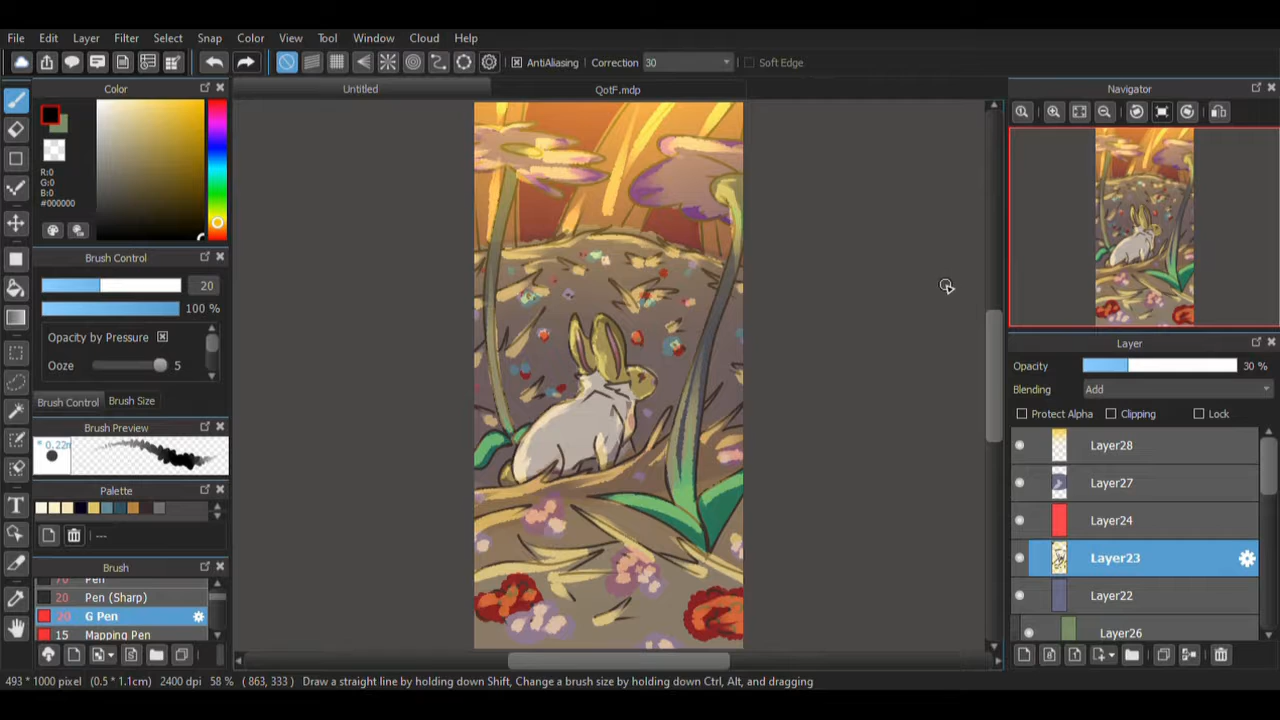 File Edit Layer Filter Select Snap Color View Tool Window Cloud Help
AntiAliasing Correction 30 Soft Edge
Color
Untitled
QotF.mdp
Navigator
R:0
G:0
B:0
#000000
Brush Control
20
100 %
Opacity by Pressure
Ooze 5
Brush Control Brush Size
Brush Preview
Palette
---
Brush
Pen
20 Pen (Sharp)
20 G Pen
15 Mapping Pen
Layer
Opacity 30 %
Blending Add
Protect Alpha Clipping Lock
Layer28
Layer27
Layer24
Layer23
Layer22
Layer26
493 * 1000 pixel (0.5 * 1.1cm) 2400 dpi 58 % ( 863, 333 ) Draw a straight line by holding down Shift, Change a brush size by holding down Ctrl, Alt, and dragging